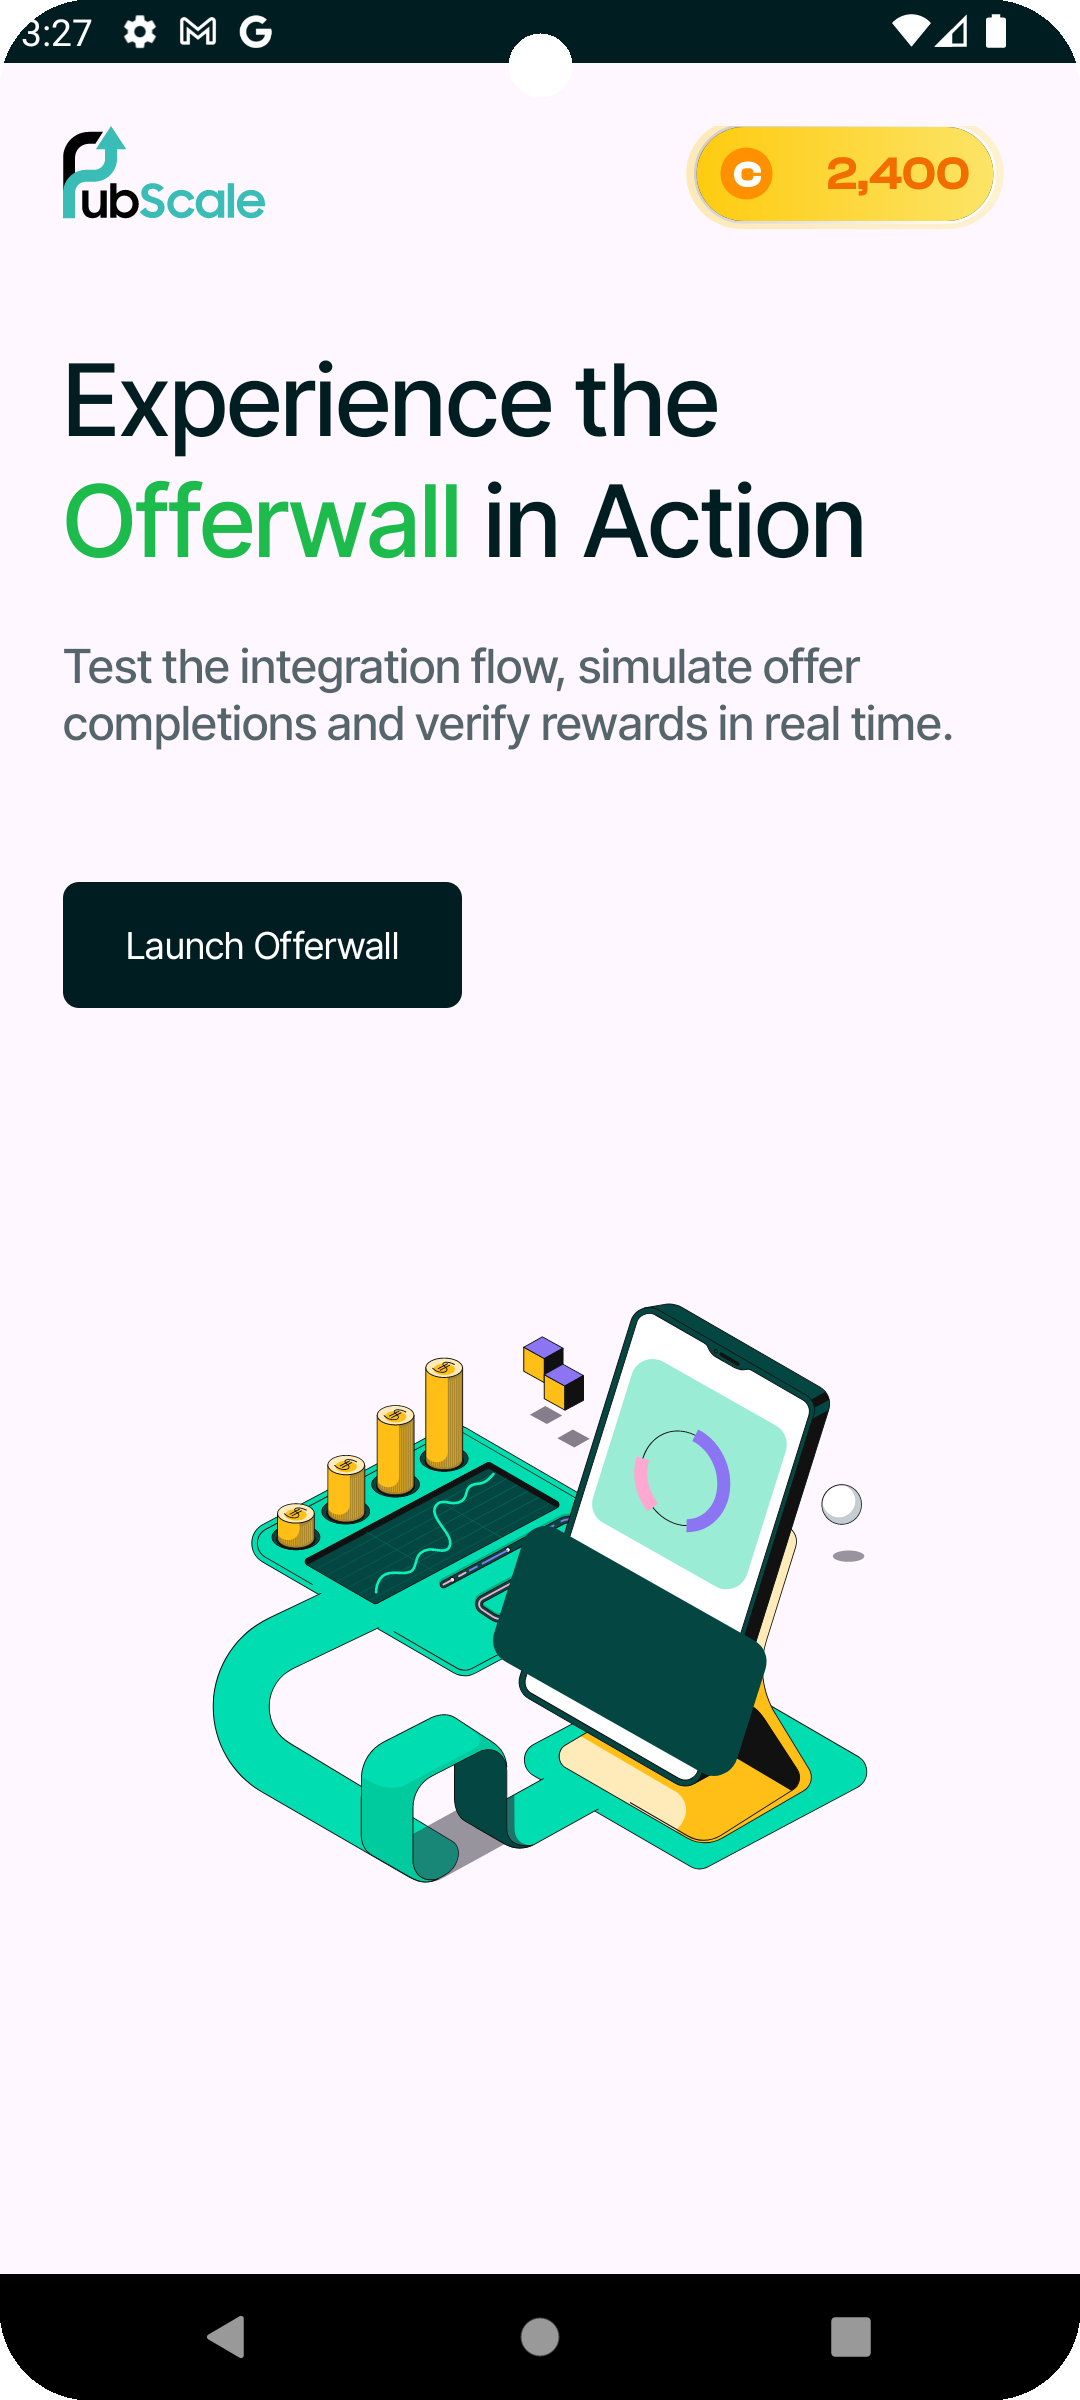 3:27
PubScale
C 2,400
Experience the
Offerwall in Action
Test the integration flow, simulate offer
completions and verify rewards in real time.
Launch Offerwall